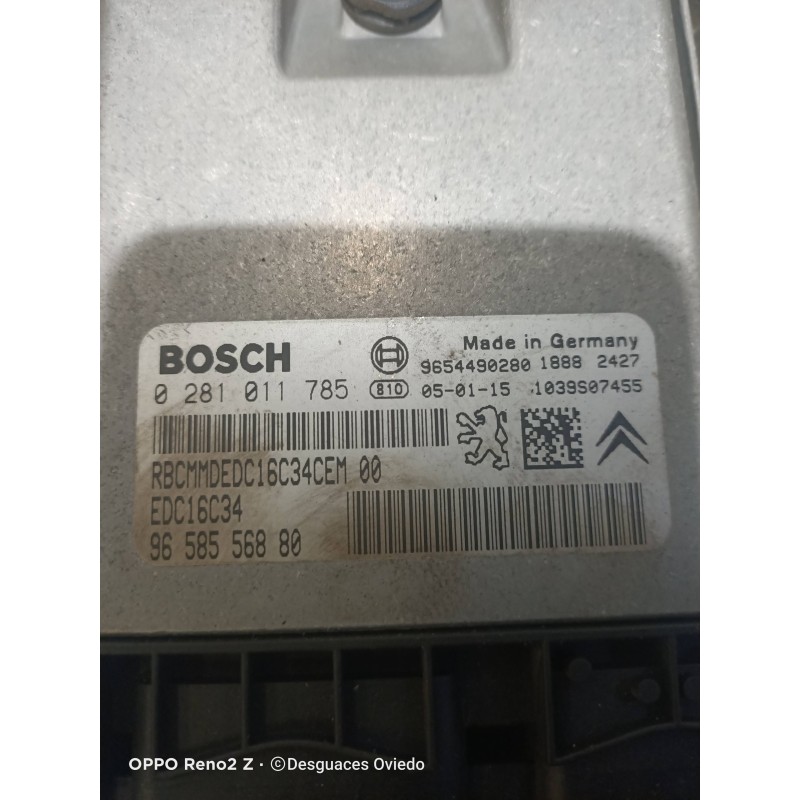 BOSCH
Made in Germany
9654490280 1888 2427
0 281 011 785 810 05-01-15 1039S07455
RBCMMDEDC16C34CEM 00
EDC16C34
96 585 568 80
OPPO Reno2 Z · ©Desguaces Oviedo